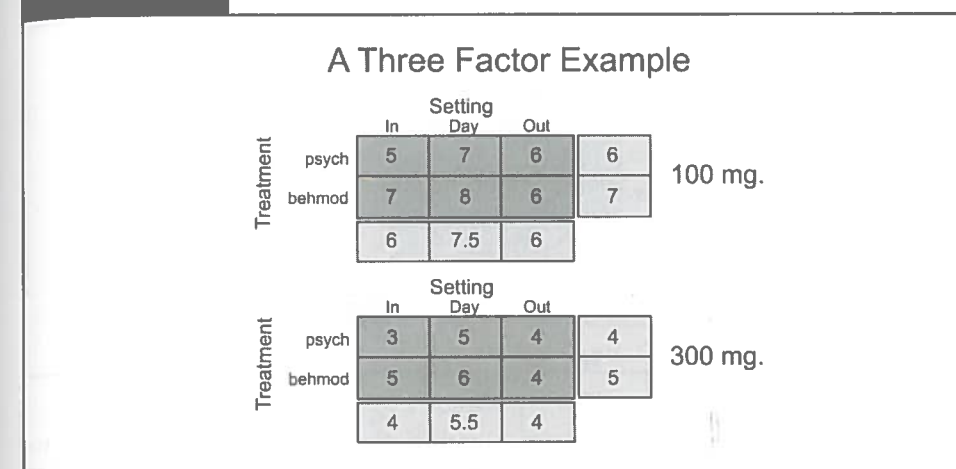 A Three Factor Example
Setting
In Day Out
Treatment
psych 5 7 6 6
behmod 7 8 6 7
6 7.5 6
100 mg.
Setting
In Day Out
Treatment
psych 3 5 4 4
behmod 5 6 4 5
4 5.5 4
300 mg.